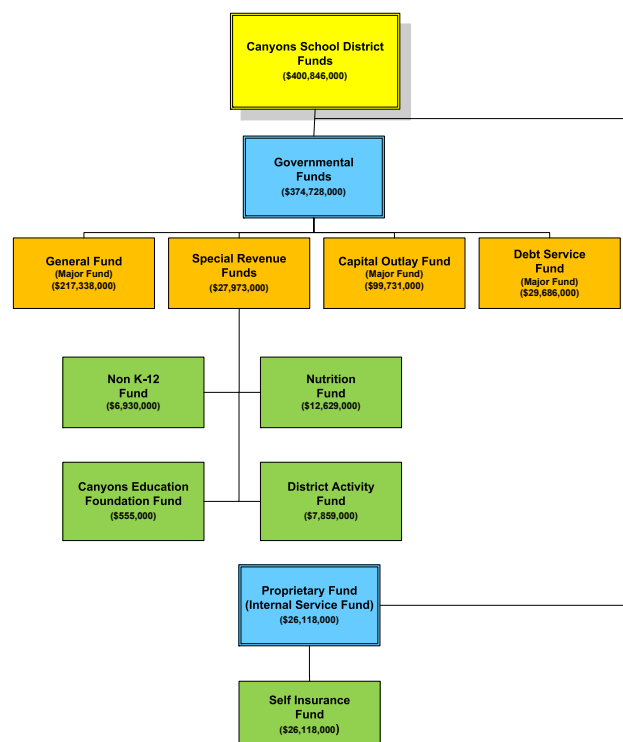 Canyons School District
Funds
($400,846,000)
Governmental
Funds
($374,728,000)
General Fund
(Major Fund)
($217,338,000)
Special Revenue
Funds
($27,973,000)
Capital Outlay Fund
(Major Fund)
($99,731,000)
Debt Service
Fund
(Major Fund)
($29,686,000)
Non K-12
Fund
($6,930,000)
Nutrition
Fund
($12,629,000)
Canyons Education
Foundation Fund
($555,000)
District Activity
Fund
($7,859,000)
Proprietary Fund
(Internal Service Fund)
($26,118,000)
Self Insurance
Fund
($26,118,000)